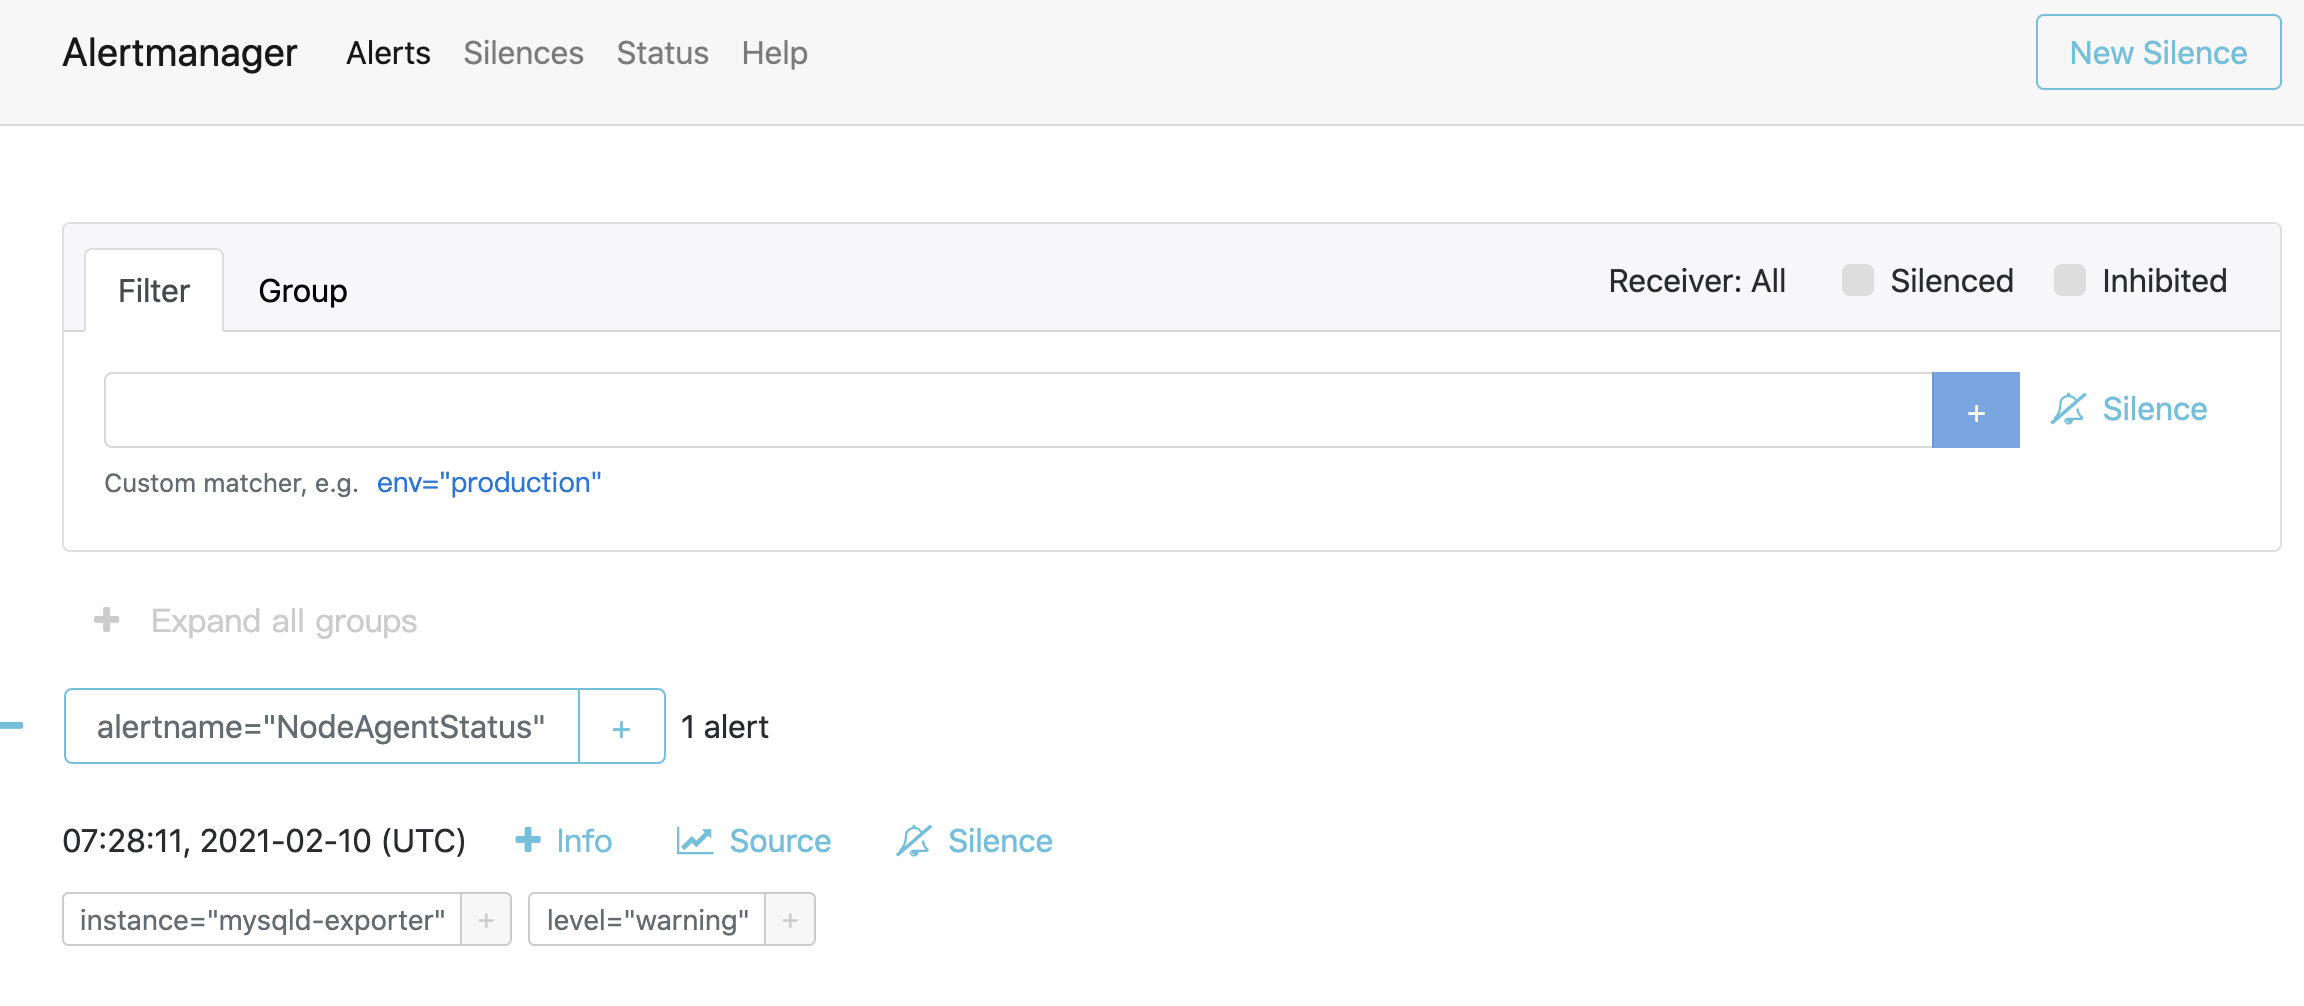 Alertmanager Alerts Silences Status Help New Silence
Filter Group Receiver: All Silenced Inhibited
+ Silence
Custom matcher, e.g. env="production"
+ Expand all groups
alertname="NodeAgentStatus" + 1 alert
07:28:11, 2021-02-10 (UTC) + Info Source Silence
instance="mysqld-exporter" + level="warning" +